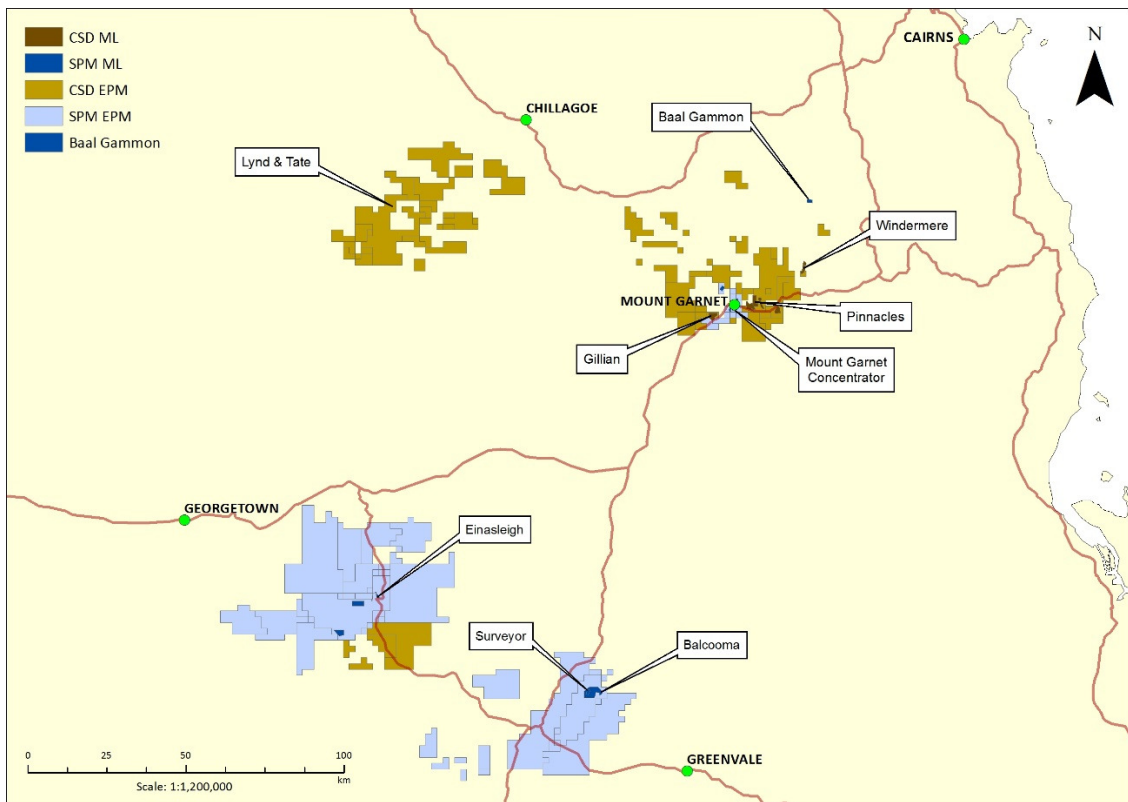 CSD ML
SPM ML
CSD EPM
SPM EPM
Baal Gammon
N
CAIRNS
CHILLAGOE
Baal Gammon
Lynd & Tate
Windermere
MOUNT GARNET
Pinnacles
Gillian
Mount Garnet
Concentrator
GEORGETOWN
Einasleigh
Surveyor
Balcooma
GREENVALE
0 50 100
km
Scale: 1:1,200,000